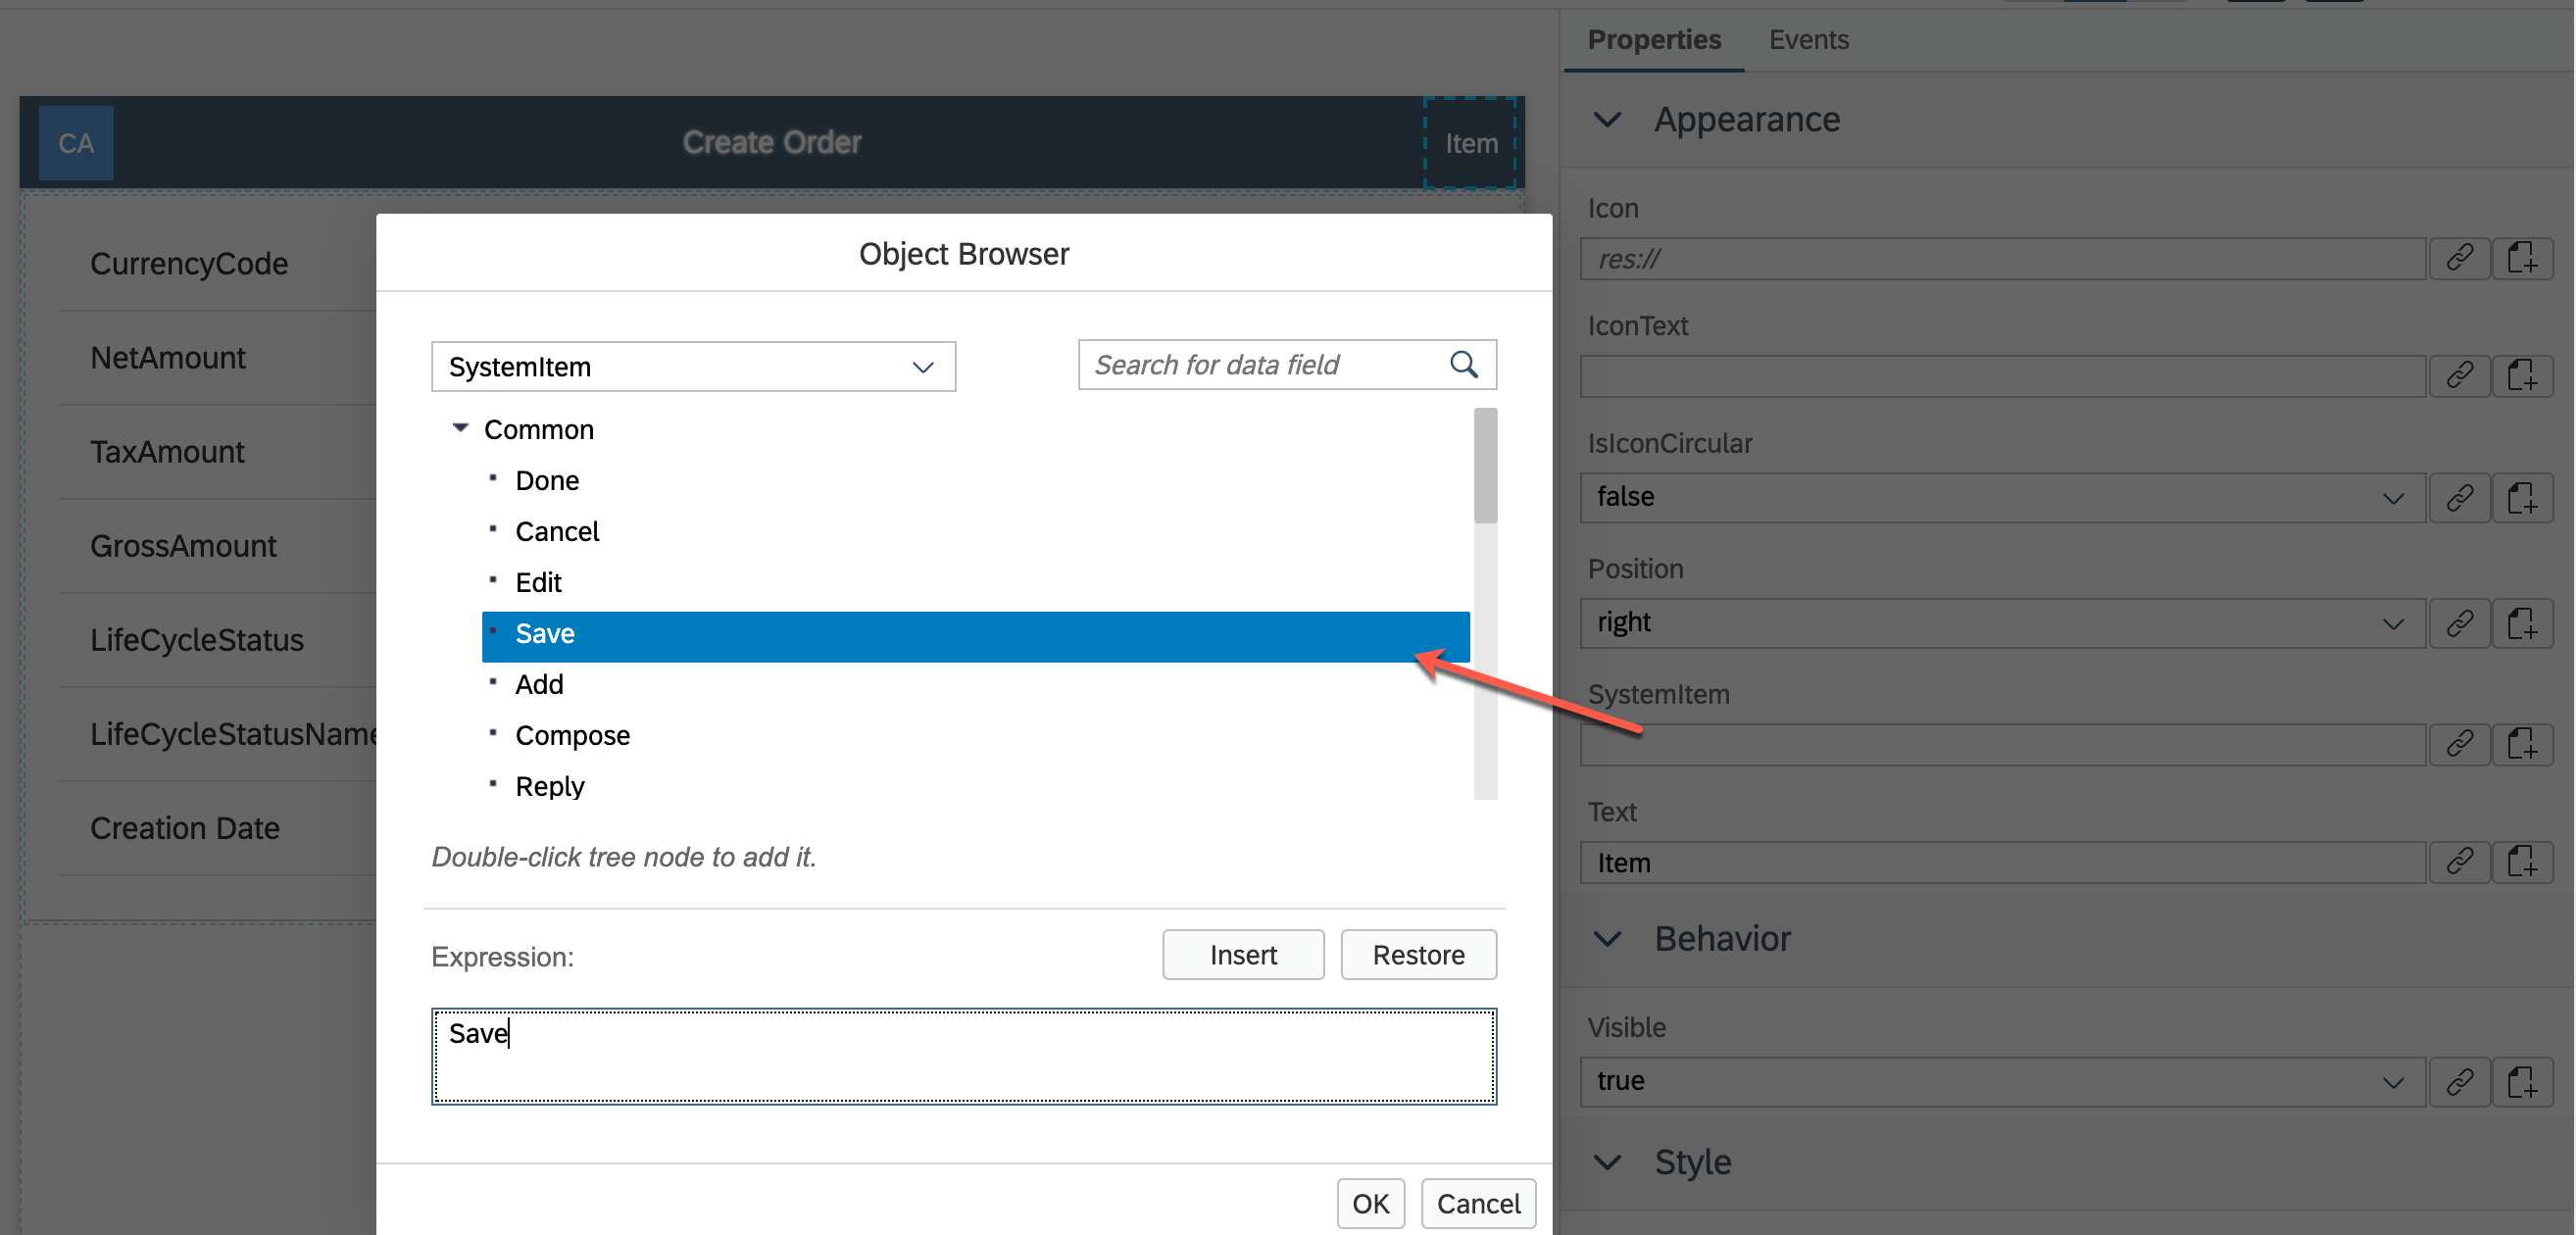 CA
Create Order
Item
CurrencyCode
NetAmount
TaxAmount
GrossAmount
LifeCycleStatus
LifeCycleStatusName
Creation Date
Object Browser
SystemItem
Search for data field
Common
Done
Cancel
Edit
Save
Add
Compose
Reply
Double-click tree node to add it.
Expression:
Insert
Restore
Save
OK
Cancel
Properties
Events
Appearance
Icon
res://
IconText
IsIconCircular
false
Position
right
SystemItem
Text
Item
Behavior
Visible
true
Style